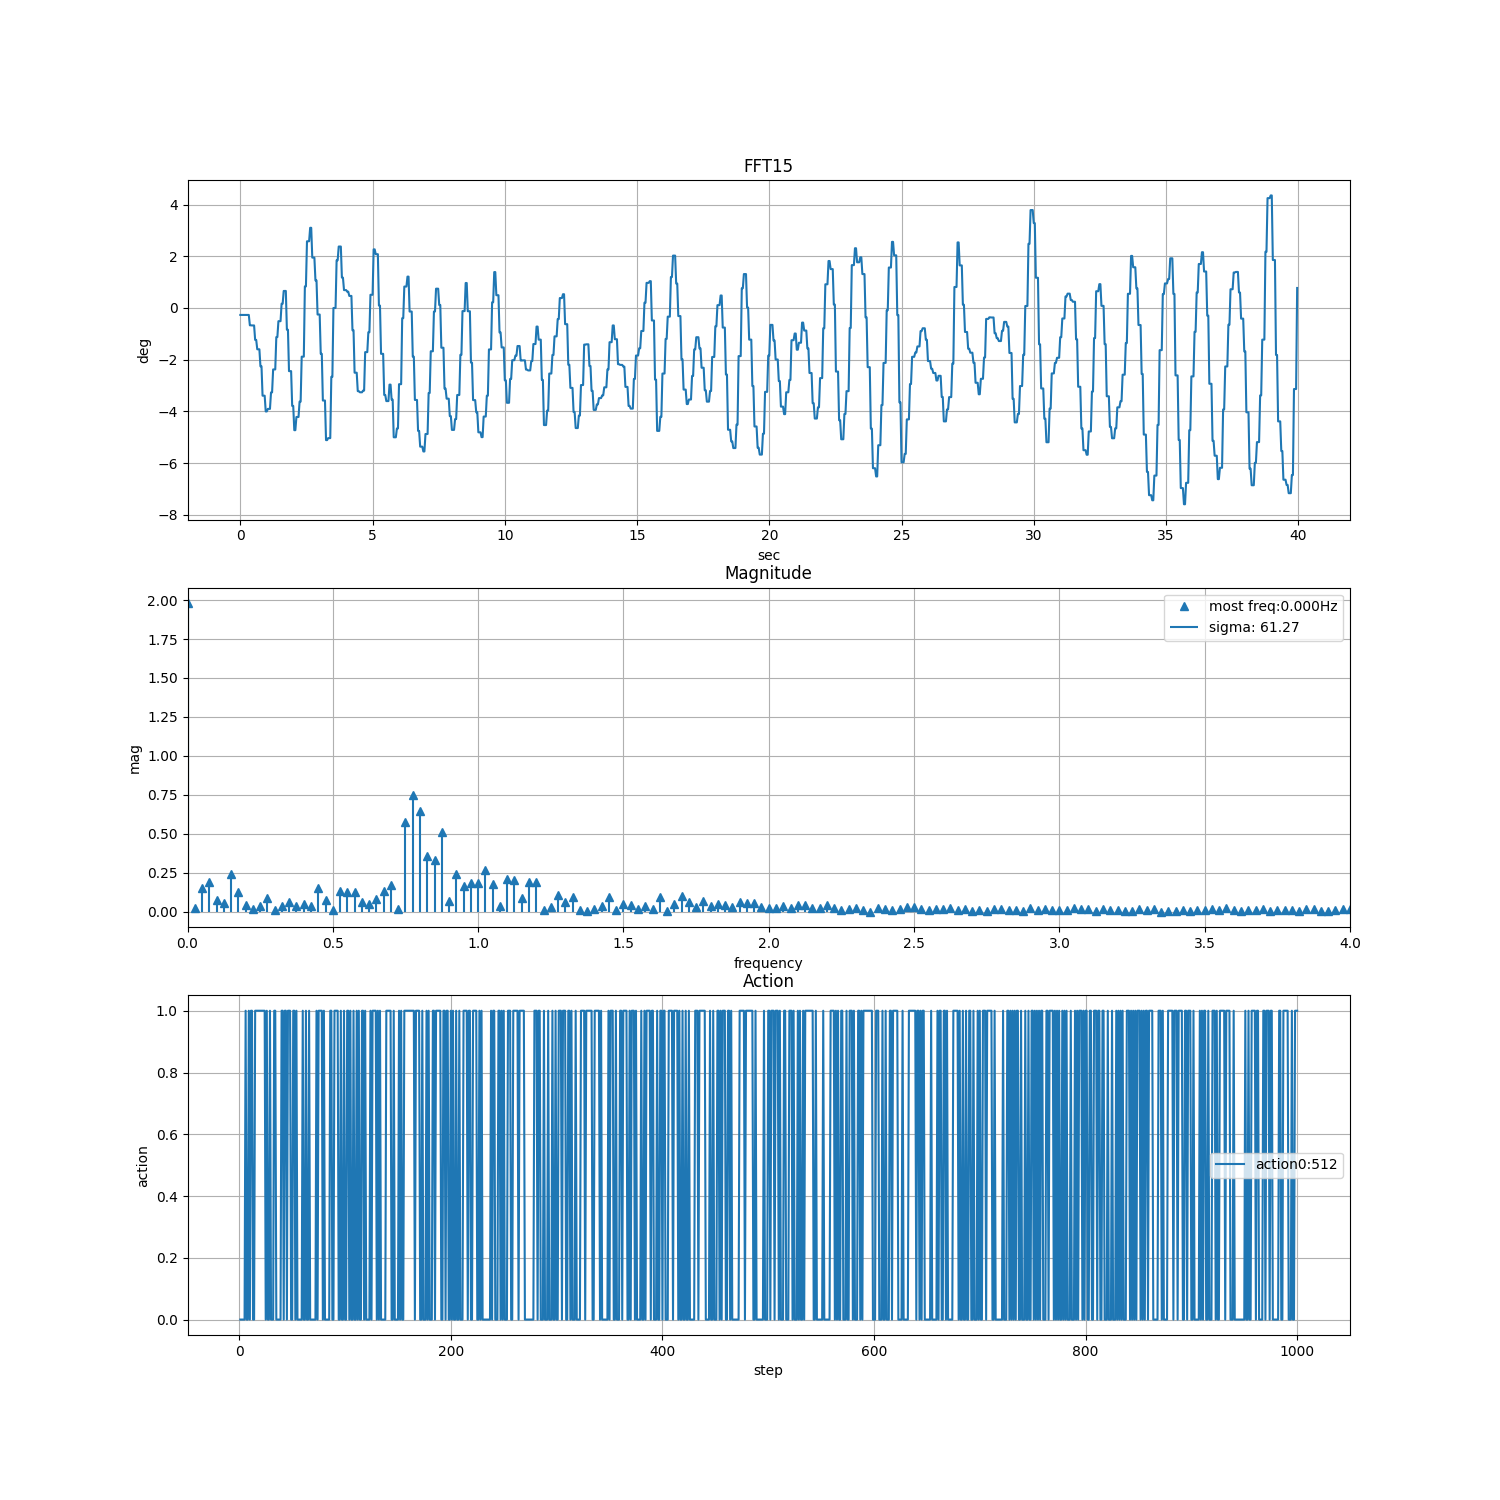 FFT15
4
2
0
−2
−4
−6
−8
deg
0 5 10 15 20 25 30 35 40
sec
Magnitude
2.00
1.75
1.50
1.25
1.00
0.75
0.50
0.25
0.00
mag
most freq:0.000Hz
sigma: 61.27
0.0 0.5 1.0 1.5 2.0 2.5 3.0 3.5 4.0
frequency
Action
1.0
0.8
0.6
0.4
0.2
0.0
action
action0:512
0 200 400 600 800 1000
step